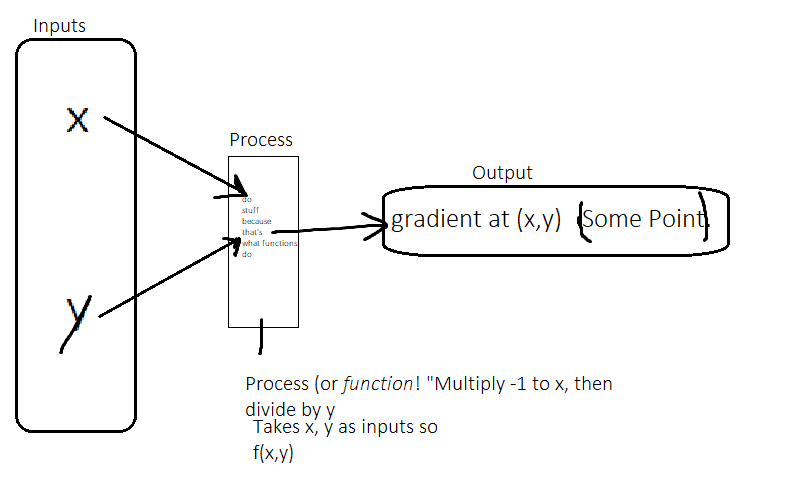 Inputs
x
y
Process
do
stuff
because
that's
what functions
do
Output
gradient at (x,y) (Some Point)
Process (or function! "Multiply -1 to x, then
divide by y
Takes x, y as inputs so
f(x,y)